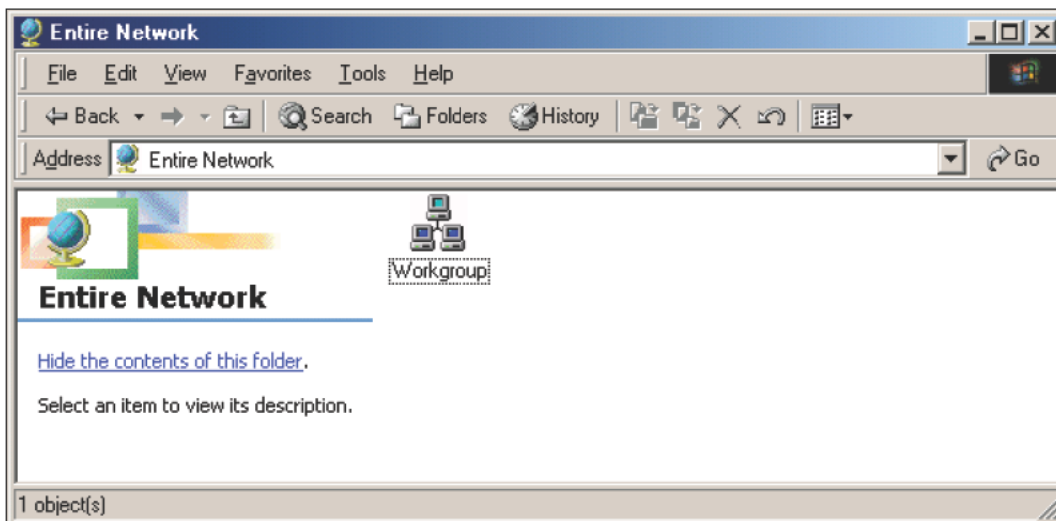 Entire Network
File Edit View Favorites Tools Help
Back Search Folders History
Address Entire Network Go
Workgroup
Entire Network
Hide the contents of this folder.
Select an item to view its description.
1 object(s)